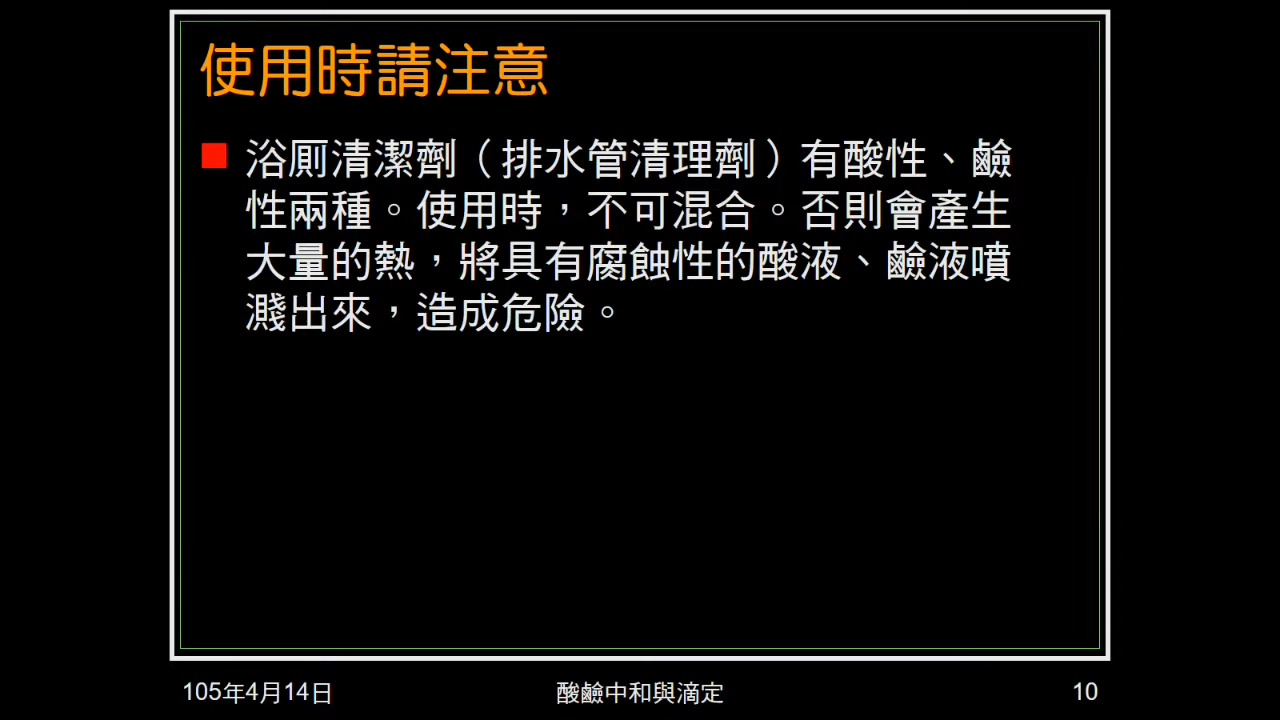 使用時請注意
浴厠清潔劑（排水管清理劑）有酸性、鹼
性兩種。使用時，不可混合。否則會產生
大量的熱，將具有腐蝕性的酸液、鹼液噴
濺出來，造成危險。
105年4月14日
酸鹼中和與滴定
10